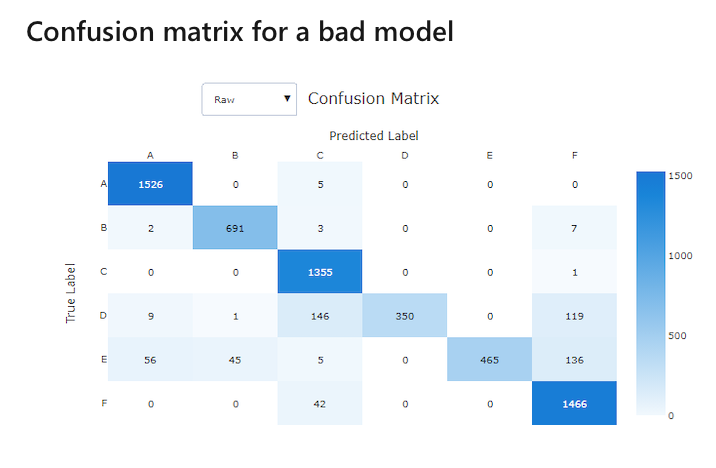 Confusion matrix for a bad model
Raw ▼ Confusion Matrix
Predicted Label
A B C D E F
A 1526 0 5 0 0 0
B 2 691 3 0 0 7
C 0 0 1355 0 0 1
D 9 1 146 350 0 119
E 56 45 5 0 465 136
F 0 0 42 0 0 1466
True Label
1500
1000
500
0